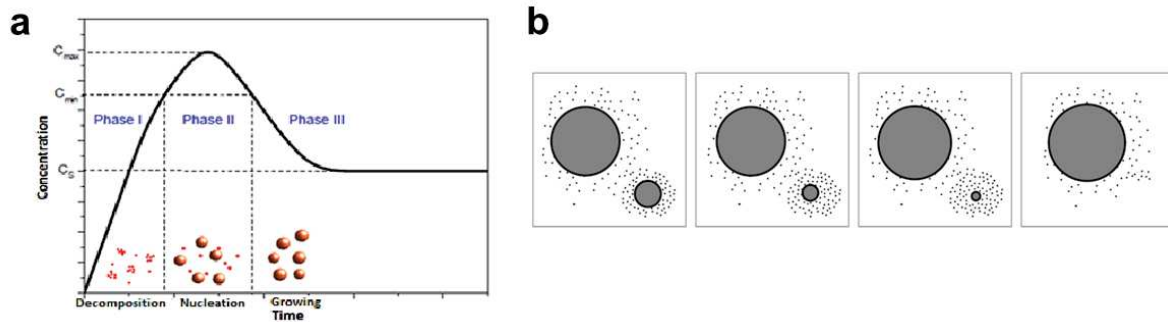 a
b
C max
C min
C S
Concentration
Phase I
Phase II
Phase III
Decomposition
Nucleation
Growing
Time